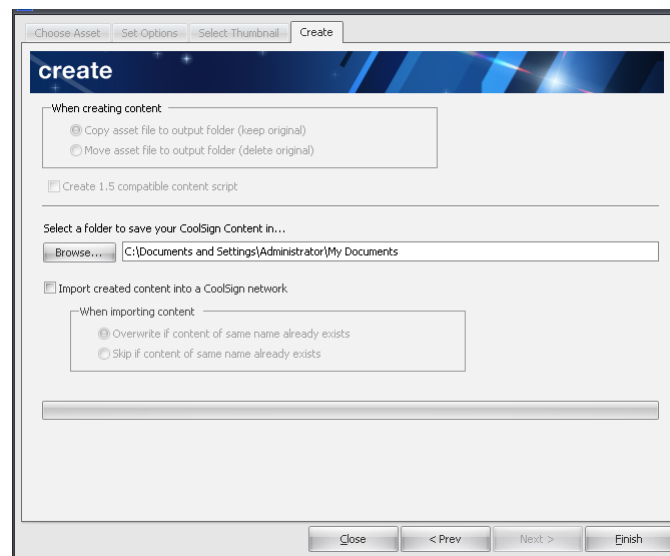 Choose Asset Set Options Select Thumbnail Create
create
When creating content
Copy asset file to output folder (keep original)
Move asset file to output folder (delete original)
Create 1.5 compatible content script
Select a folder to save your CoolSign Content in...
Browse... C:\Documents and Settings\Administrator\My Documents
Import created content into a CoolSign network
When importing content
Overwrite if content of same name already exists
Skip if content of same name already exists
Close < Prev Next > Finish